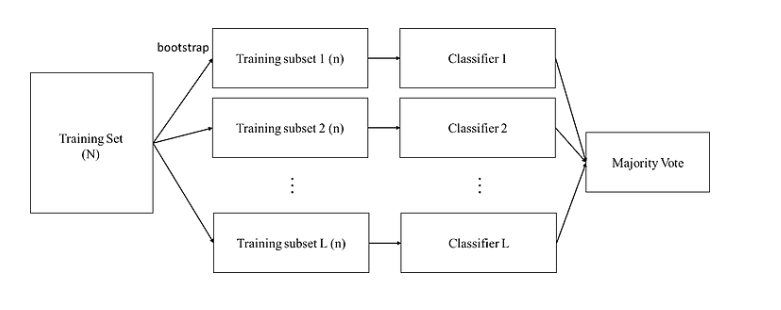 bootstrap
Training Set
(N)
Training subset 1 (n)
Classifier 1
Training subset 2 (n)
Classifier 2
Majority Vote
Training subset L (n)
Classifier L